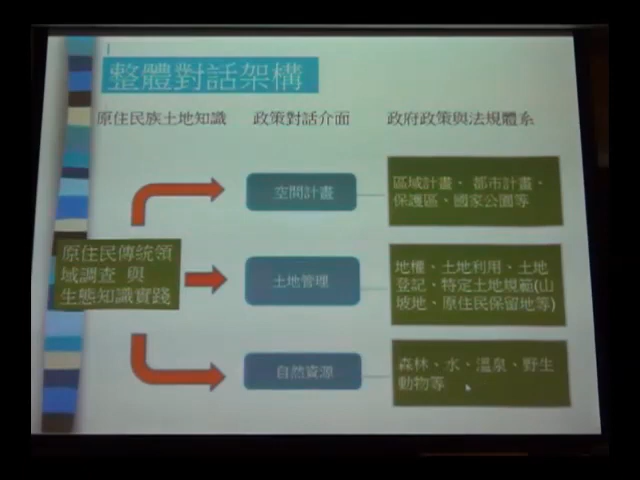 整體對話架構
原住民族土地知識
政策對話介面
政府政策與法規體系
空間計畫
區域計畫、都市計畫、
保護區、國家公園等
原住民傳統領
域調查 與
生態知識實踐
土地管理
地權、土地利用、土地
登記、特定土地規範(山
坡地、原住民保留地等)
自然資源
森林、水、溫泉、野生
動物等